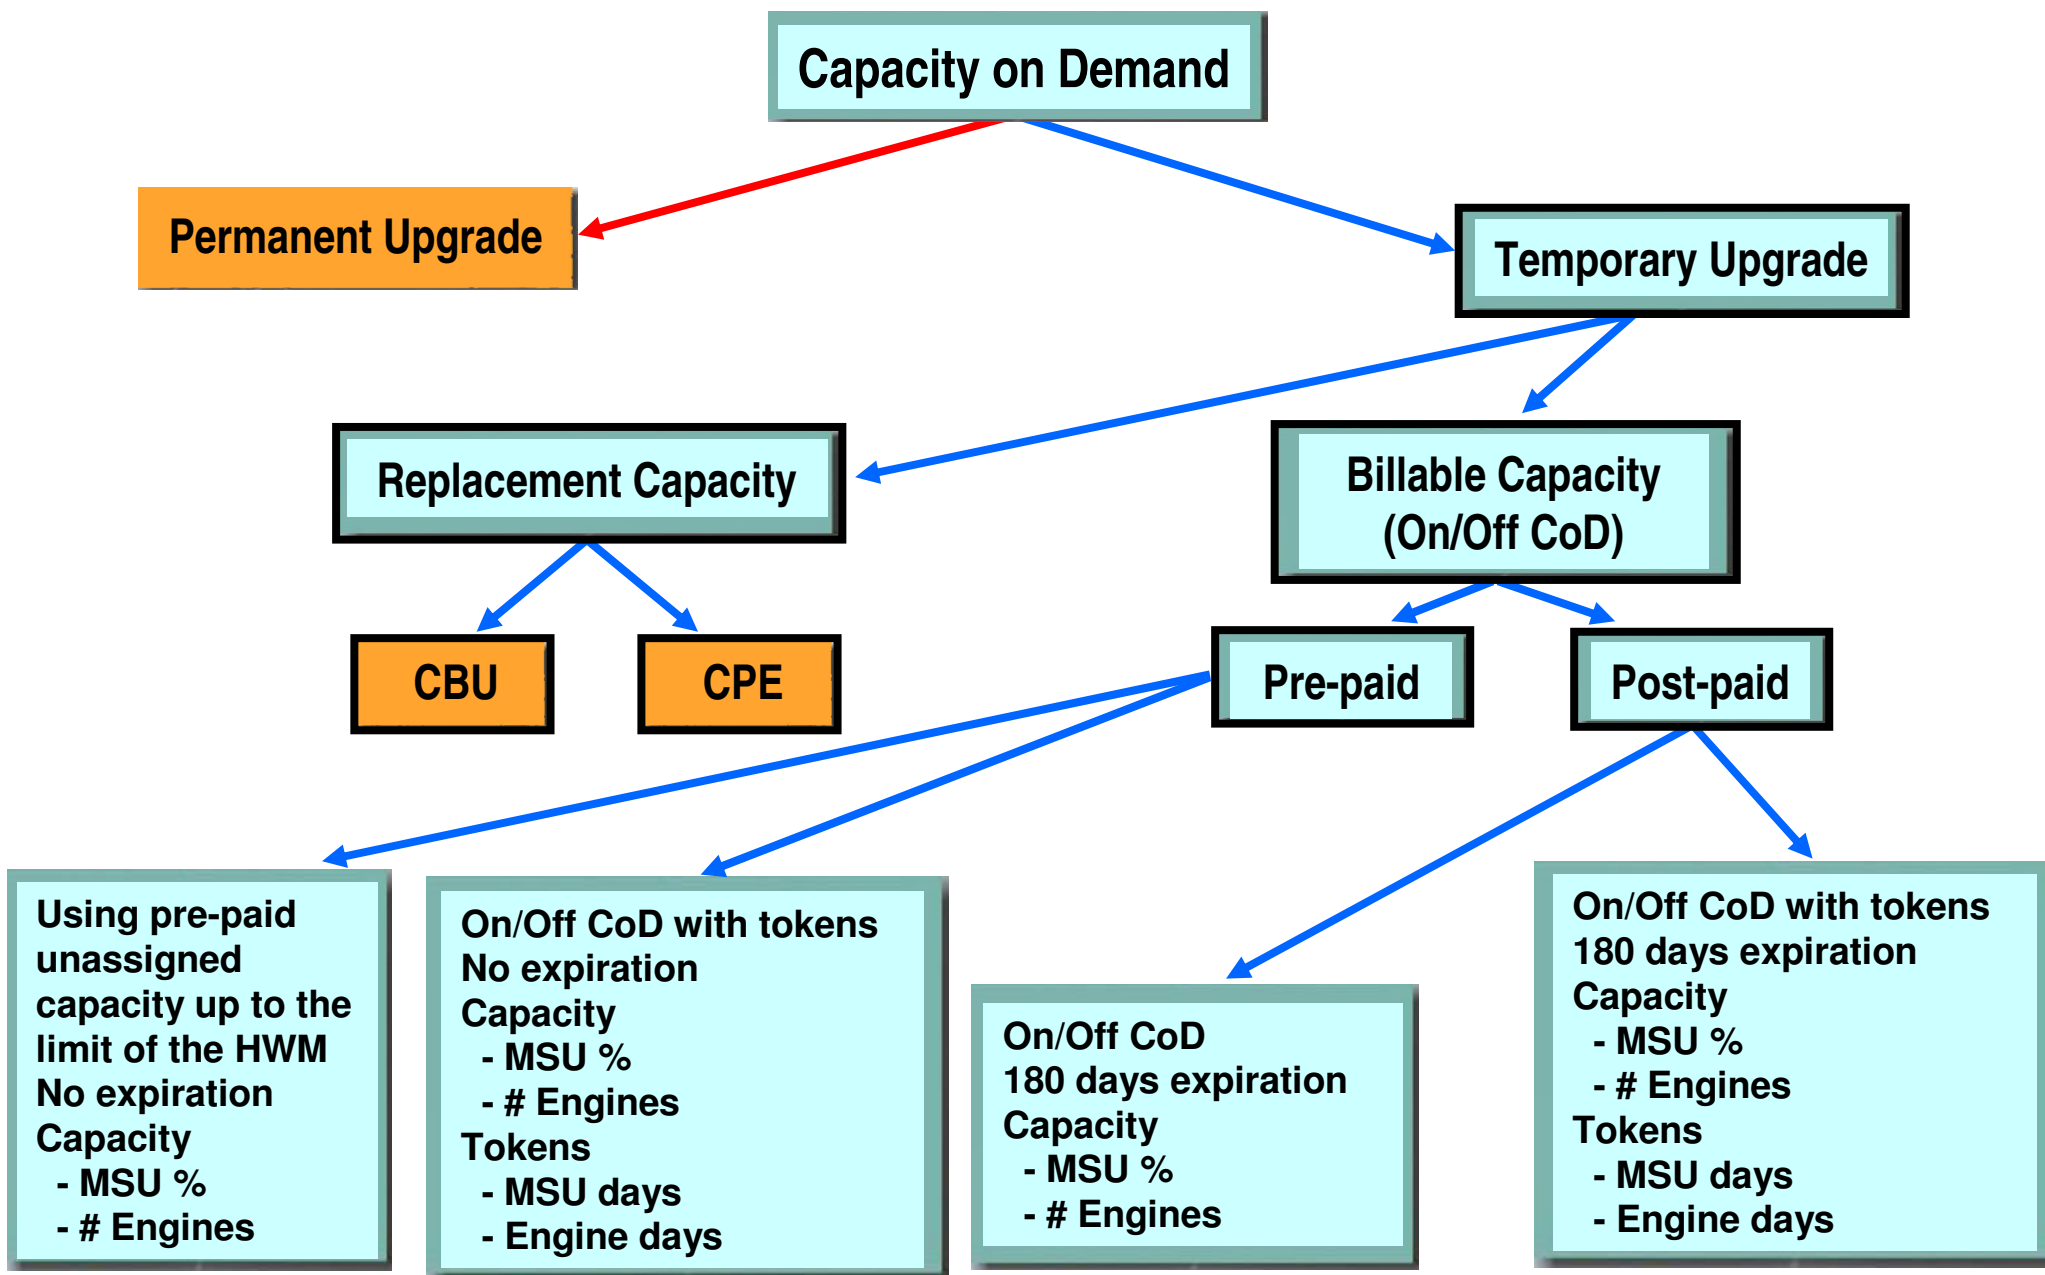 Capacity on Demand
Permanent Upgrade
Temporary Upgrade
Replacement Capacity
Billable Capacity
(On/Off CoD)
CBU
CPE
Pre-paid
Post-paid
Using pre-paid
unassigned
capacity up to the
limit of the HWM
No expiration
Capacity
- MSU %
- # Engines
On/Off CoD with tokens
No expiration
Capacity
- MSU %
- # Engines
Tokens
- MSU days
- Engine days
On/Off CoD
180 days expiration
Capacity
- MSU %
- # Engines
On/Off CoD with tokens
180 days expiration
Capacity
- MSU %
- # Engines
Tokens
- MSU days
- Engine days